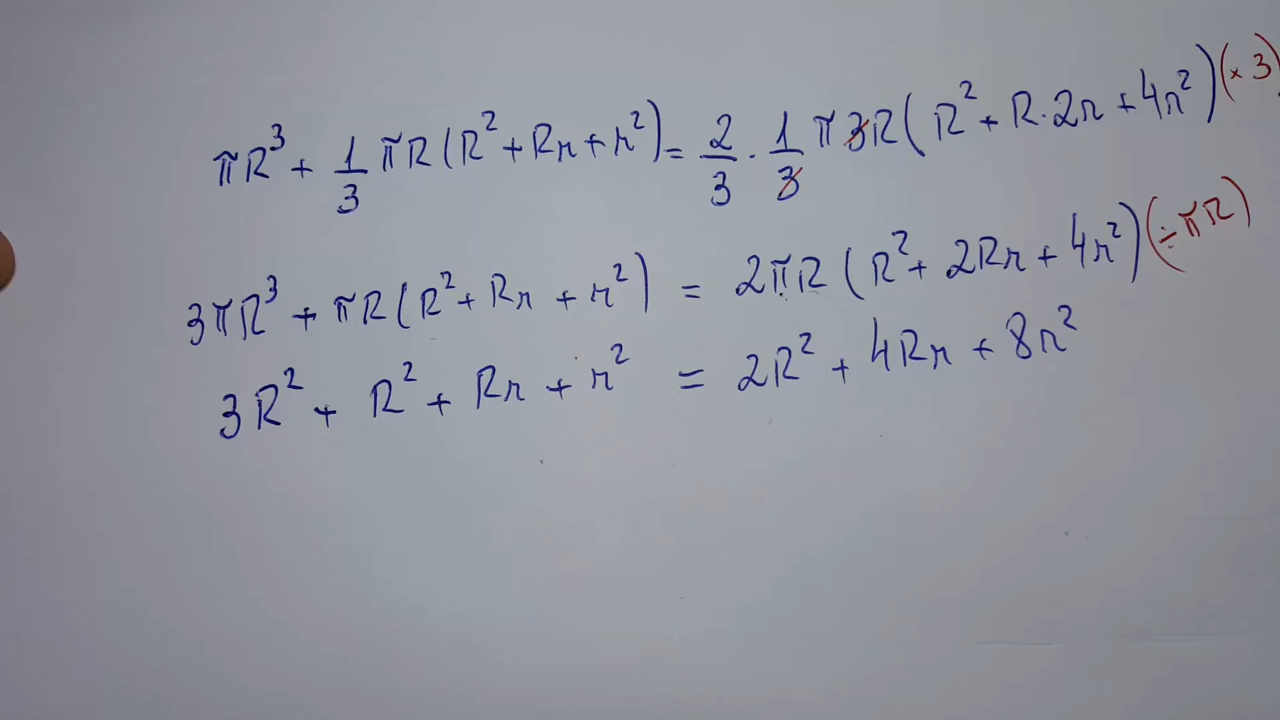 πR³ + 1/3 πR(R² + Rr + r²) = 2/3 · 1/3 π3R(R² + R·2r + 4r²) (× 3)
3πR³ + πR(R² + Rr + r²) = 2πR(R² + 2Rr + 4r²) (÷ πR)
3R² + R² + Rr + r² = 2R² + 4Rr + 8r²